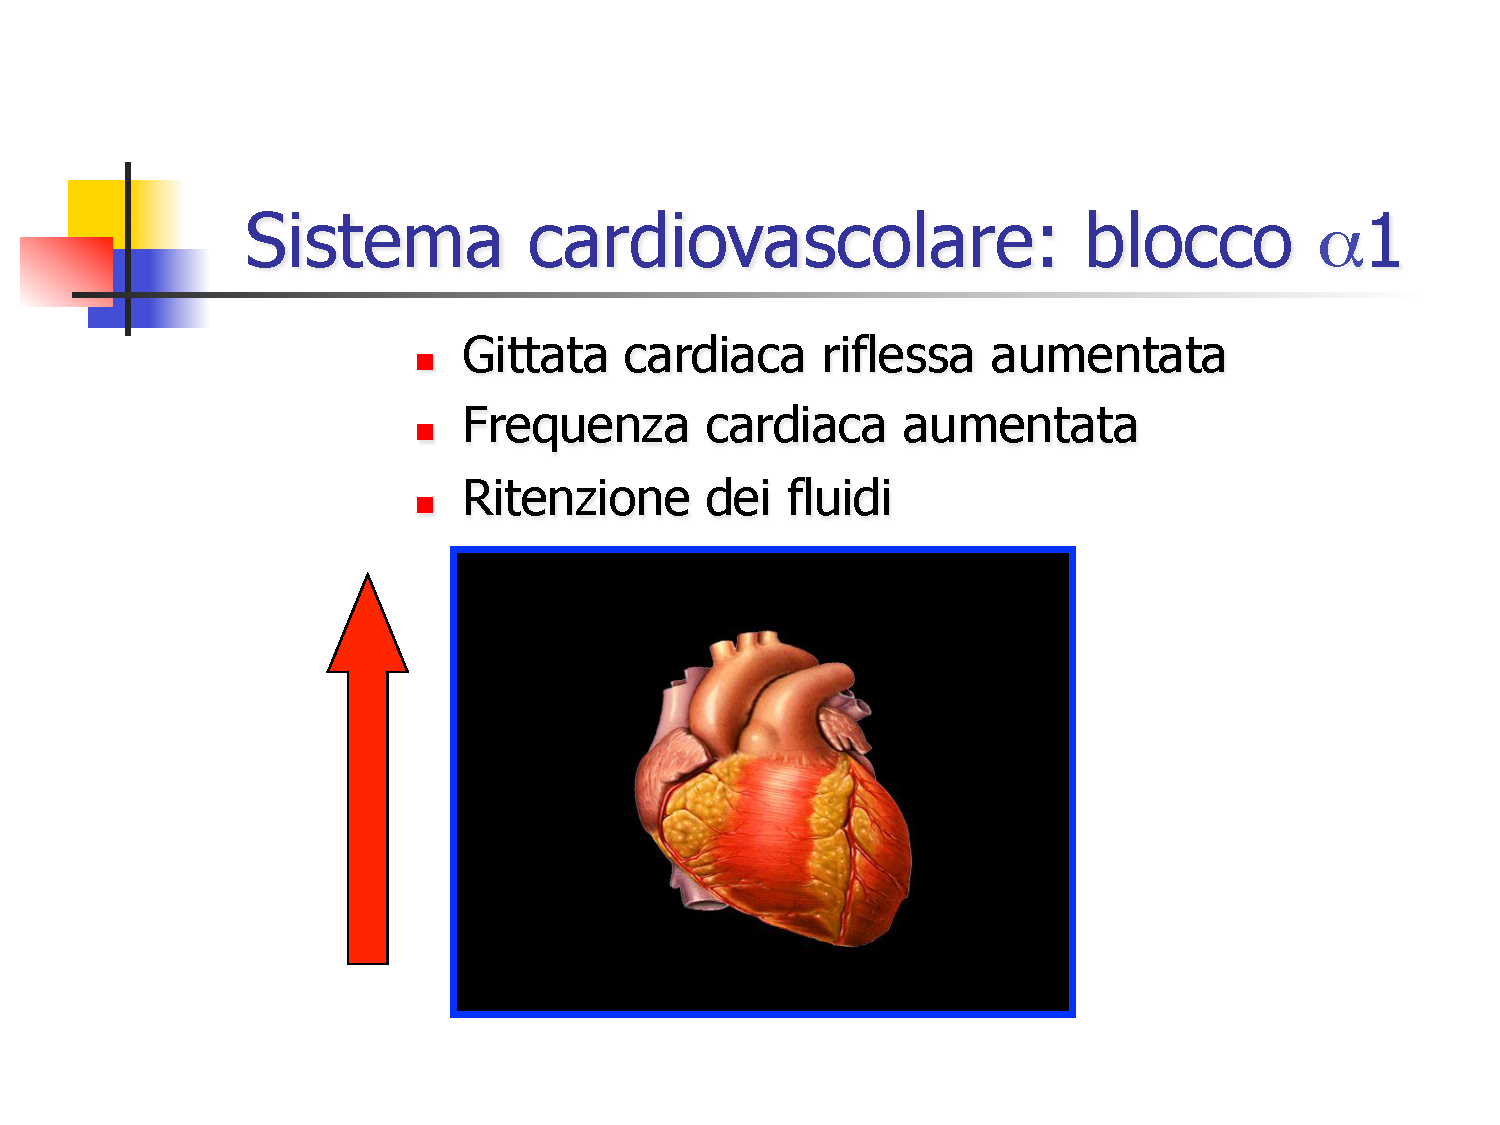 Sistema cardiovascolare: blocco α1
Gittata cardiaca riflessa aumentata
Frequenza cardiaca aumentata
Ritenzione dei fluidi